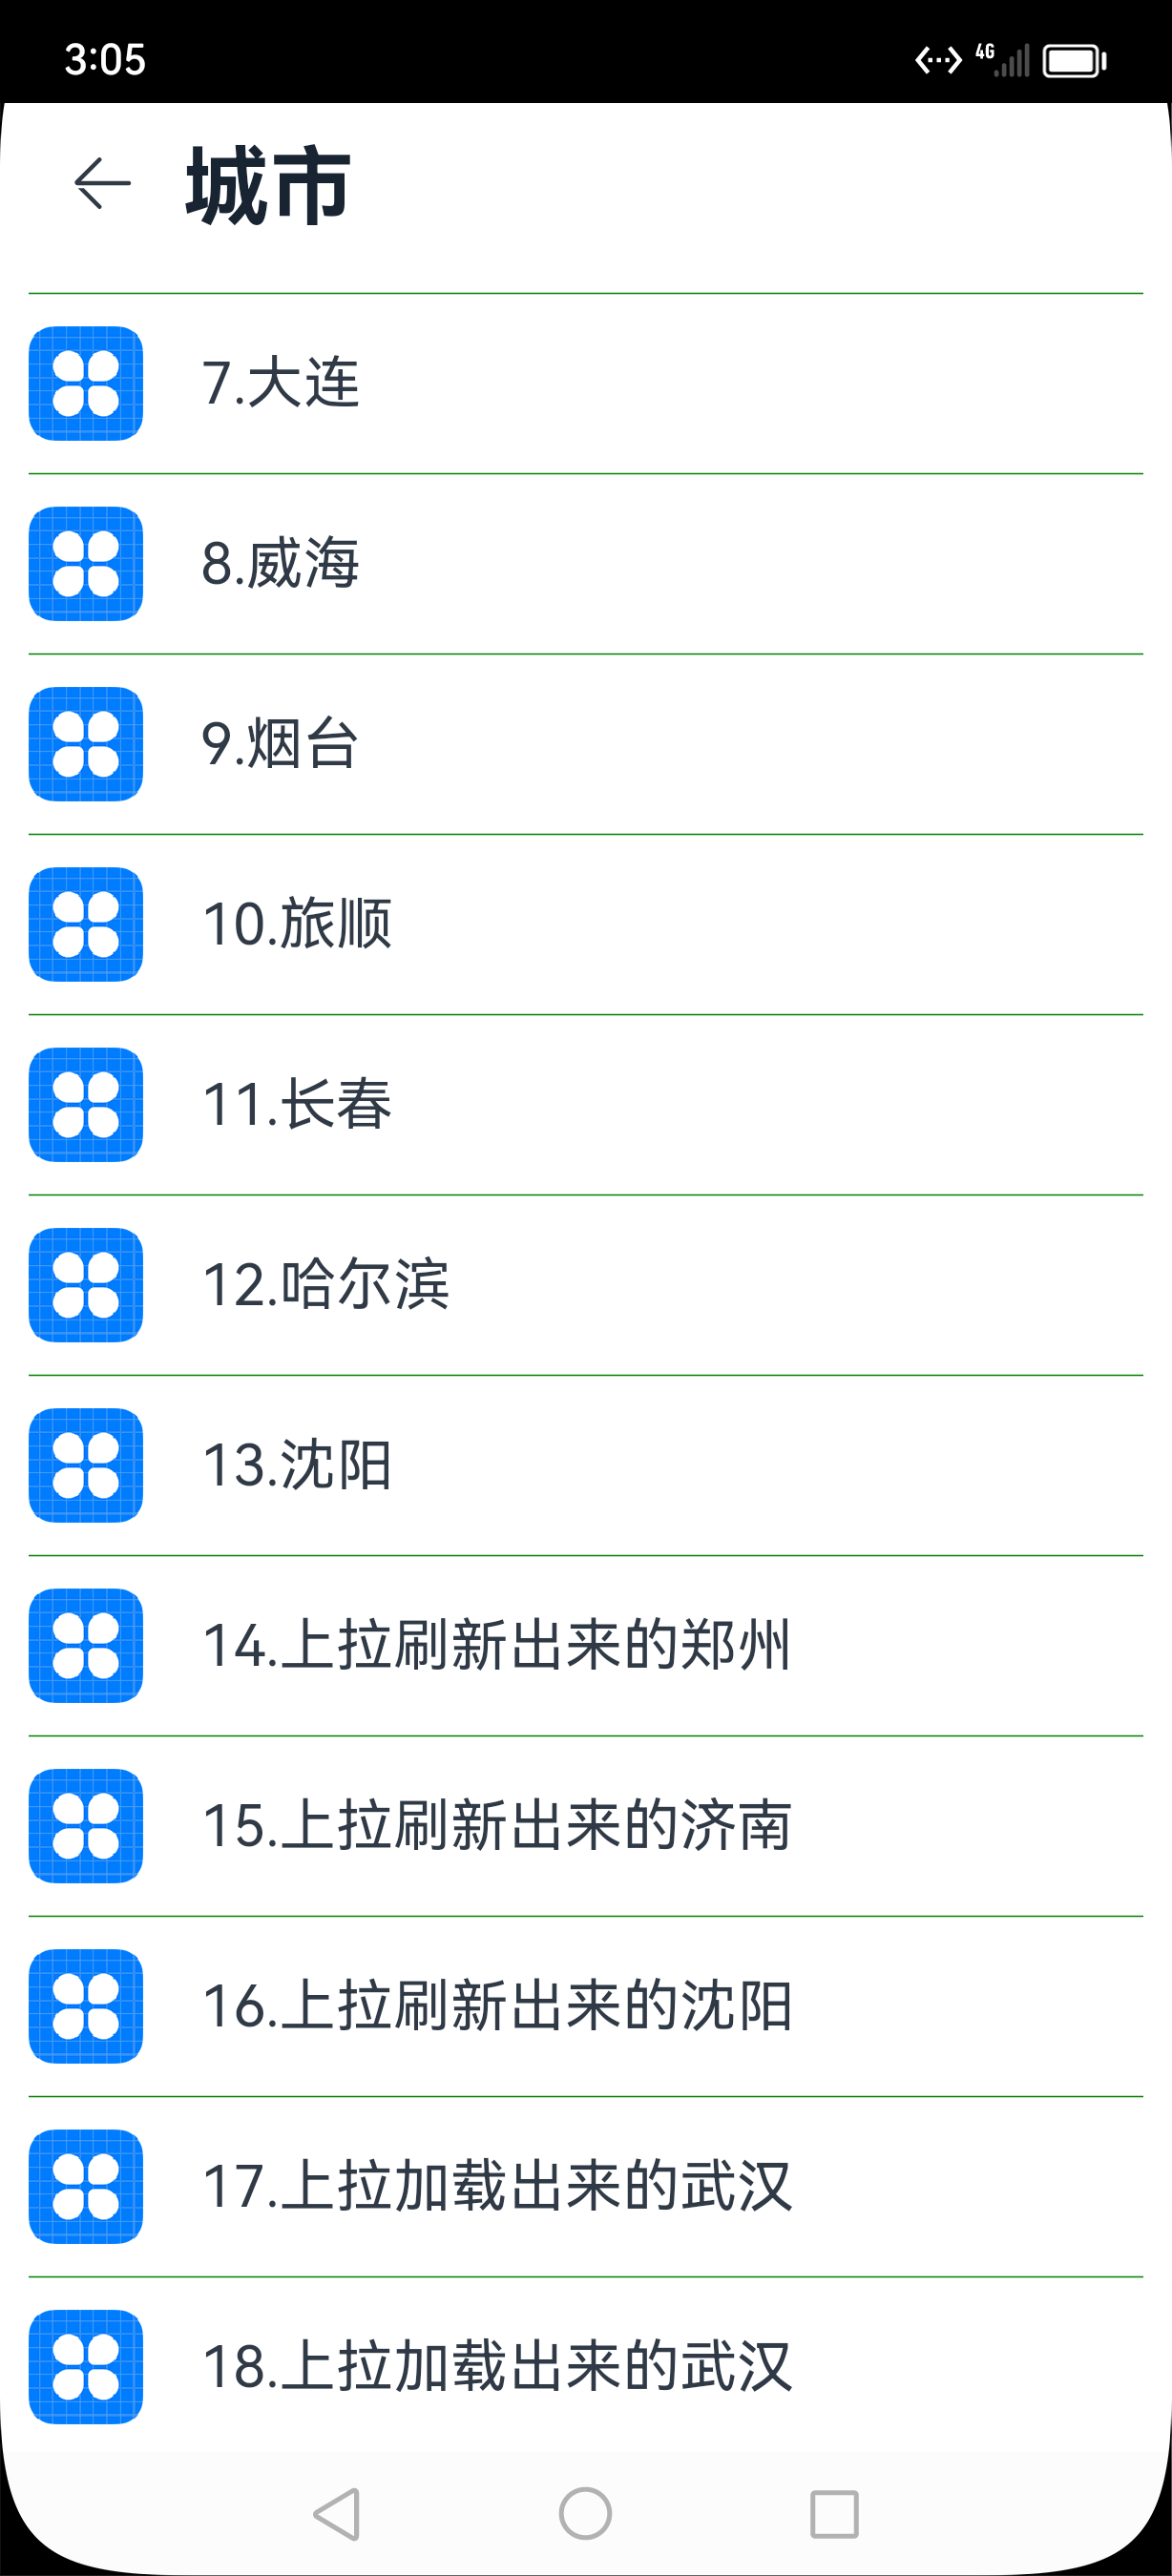 3:05
4G
城市
7.大连
8.威海
9.烟台
10.旅顺
11.长春
12.哈尔滨
13.沈阳
14.上拉刷新出来的郑州
15.上拉刷新出来的济南
16.上拉刷新出来的沈阳
17.上拉加载出来的武汉
18.上拉加载出来的武汉